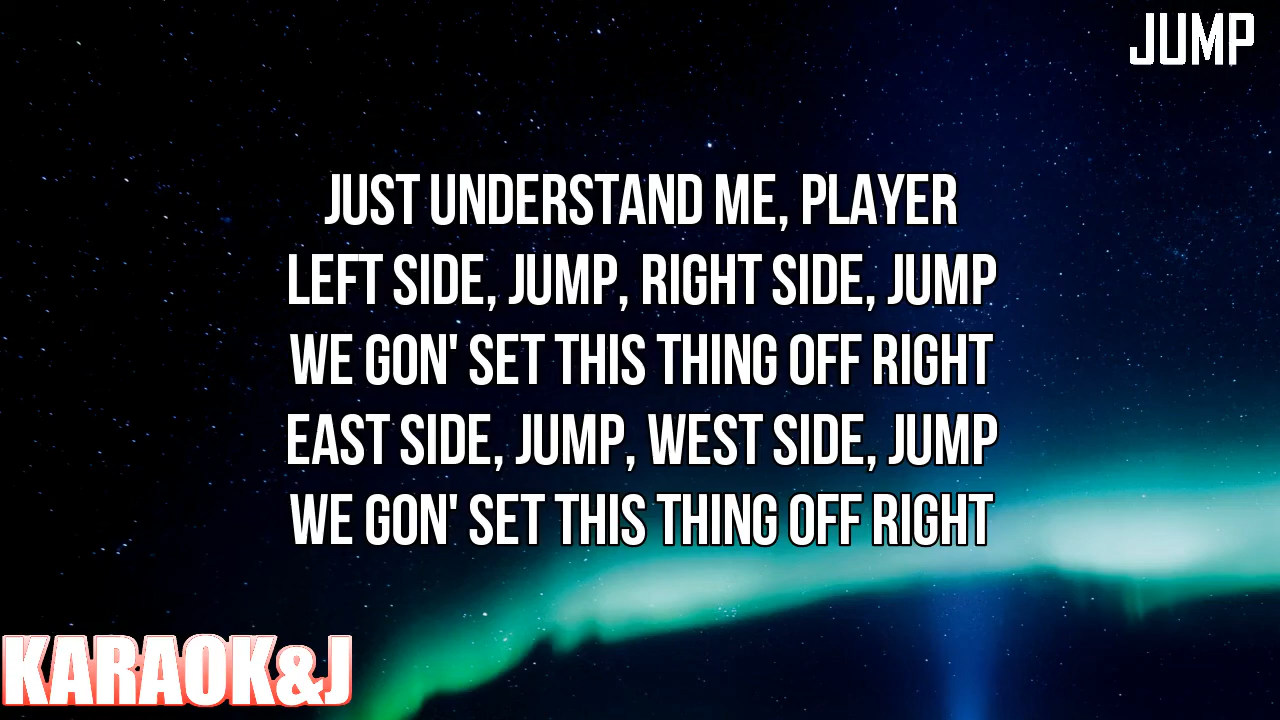 JUMP
JUST UNDERSTAND ME, PLAYER
LEFT SIDE, JUMP, RIGHT SIDE, JUMP
WE GON' SET THIS THING OFF RIGHT
EAST SIDE, JUMP, WEST SIDE, JUMP
WE GON' SET THIS THING OFF RIGHT
KARAOK&J